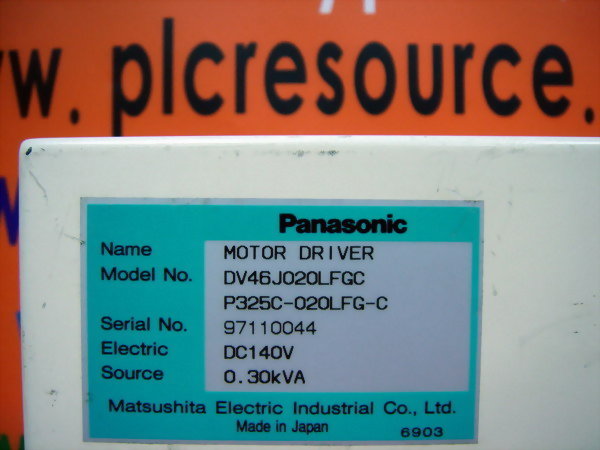 w. plcresource.
Panasonic
Name MOTOR DRIVER
Model No. DV46J020LFGC
P325C-020LFG-C
Serial No. 97110044
Electric DC140V
Source 0.30kVA
Matsushita Electric Industrial Co., Ltd.
Made in Japan 6903